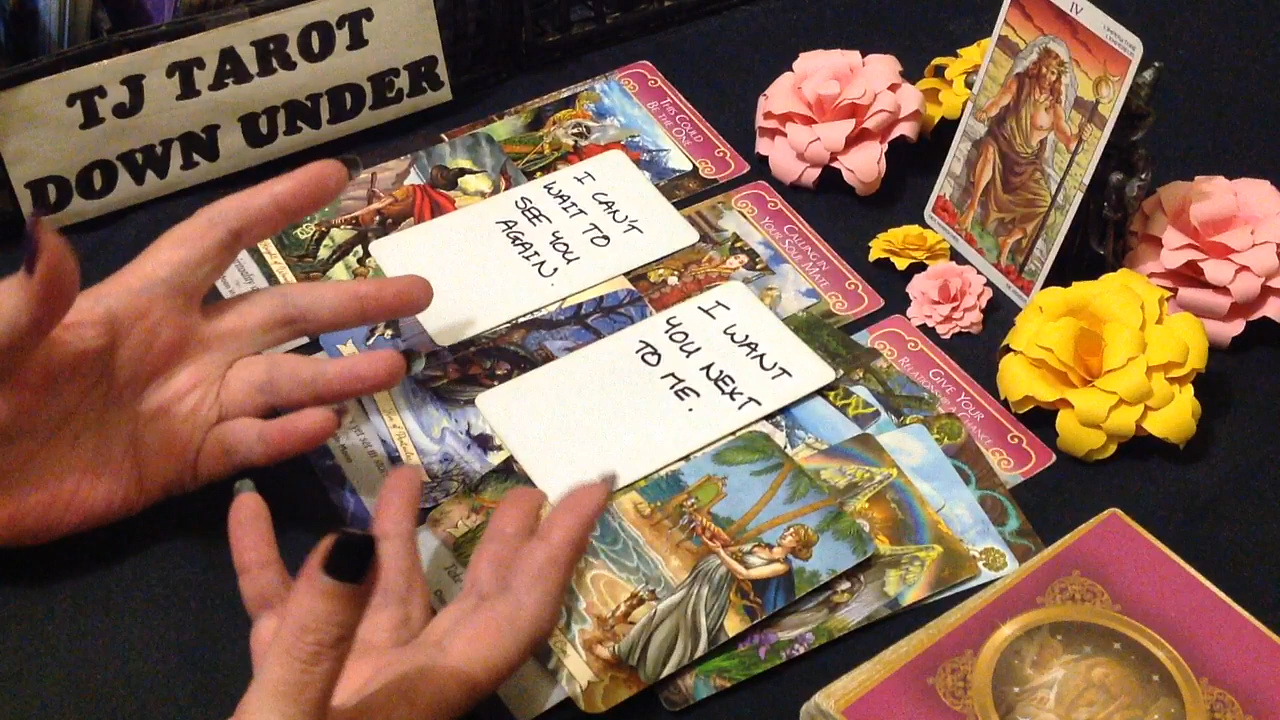 TJ TAROT
DOWN UNDER
THIS COULD
BE THE ONE
I CAN'T
WAIT TO
SEE YOU
AGAIN.
CALLING IN
YOUR SOUL MATE
I WANT
YOU NEXT
TO ME.
GIVE YOUR
RELATIONSHIP A
CHANCE
IV